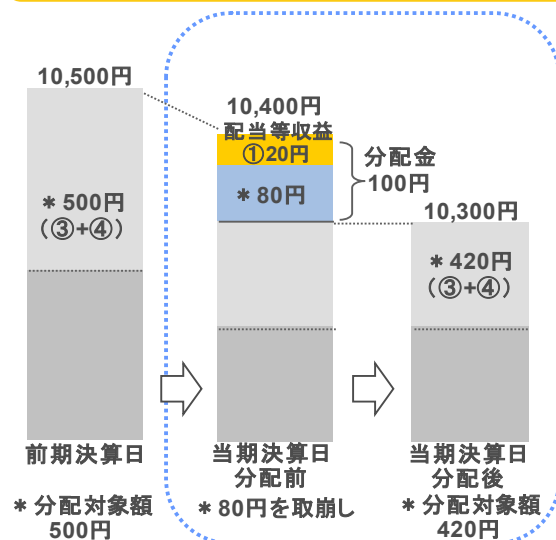 10,500円
10,400円
配当等収益
①20円
分配金
100円
＊500円
（③+④）
＊80円
10,300円
＊420円
（③+④）
前期決算日
当期決算日
分配前
当期決算日
分配後
＊分配対象額
500円
＊80円を取崩し
＊分配対象額
420円